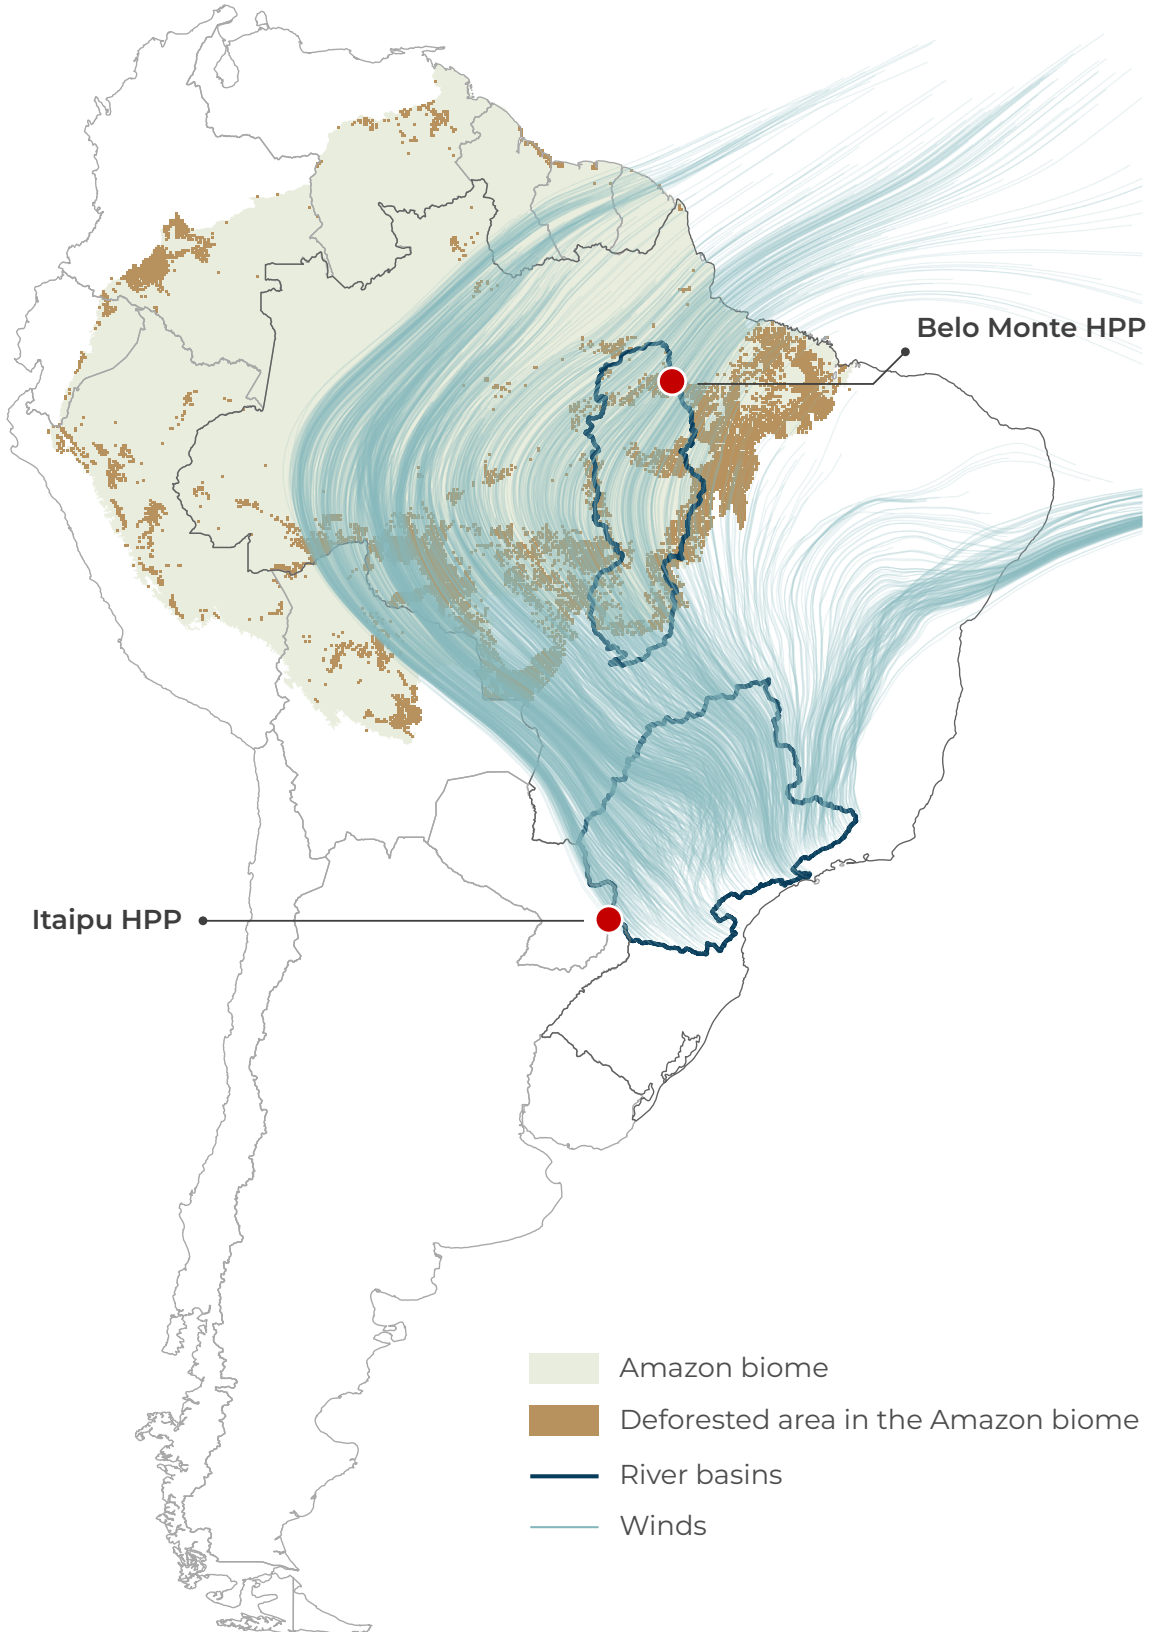 Belo Monte HPP
Itaipu HPP
Amazon biome
Deforested area in the Amazon biome
River basins
Winds